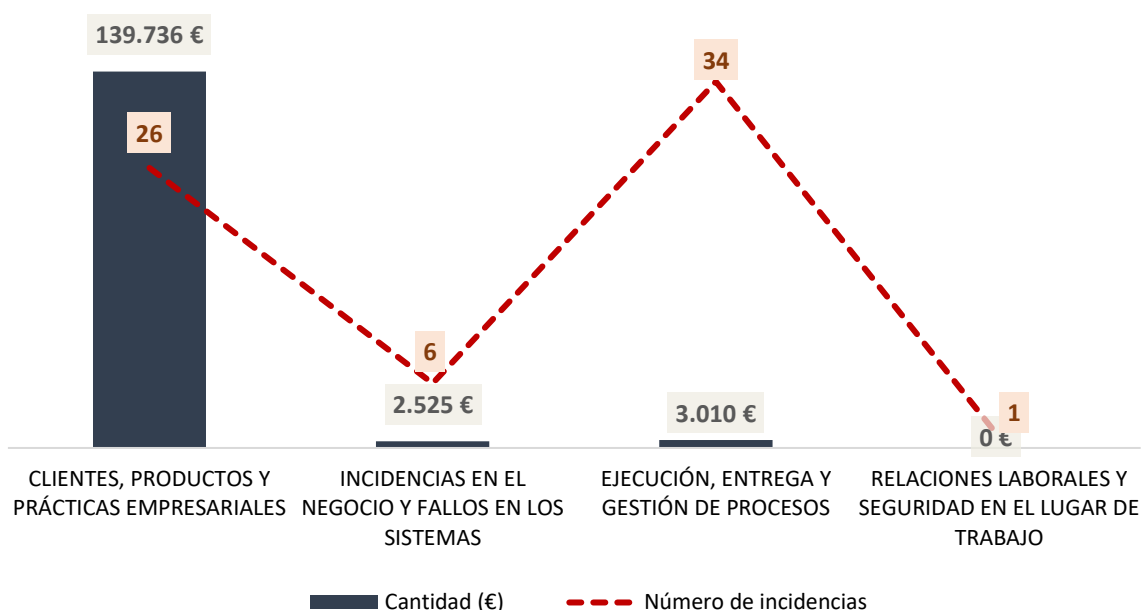 139.736 €
34
26
6
2.525 €
3.010 €
1
0 €
CLIENTES, PRODUCTOS Y
PRÁCTICAS EMPRESARIALES
INCIDENCIAS EN EL
NEGOCIO Y FALLOS EN LOS
SISTEMAS
EJECUCIÓN, ENTREGA Y
GESTIÓN DE PROCESOS
RELACIONES LABORALES Y
SEGURIDAD EN EL LUGAR DE
TRABAJO
Cantidad (€)
Número de incidencias